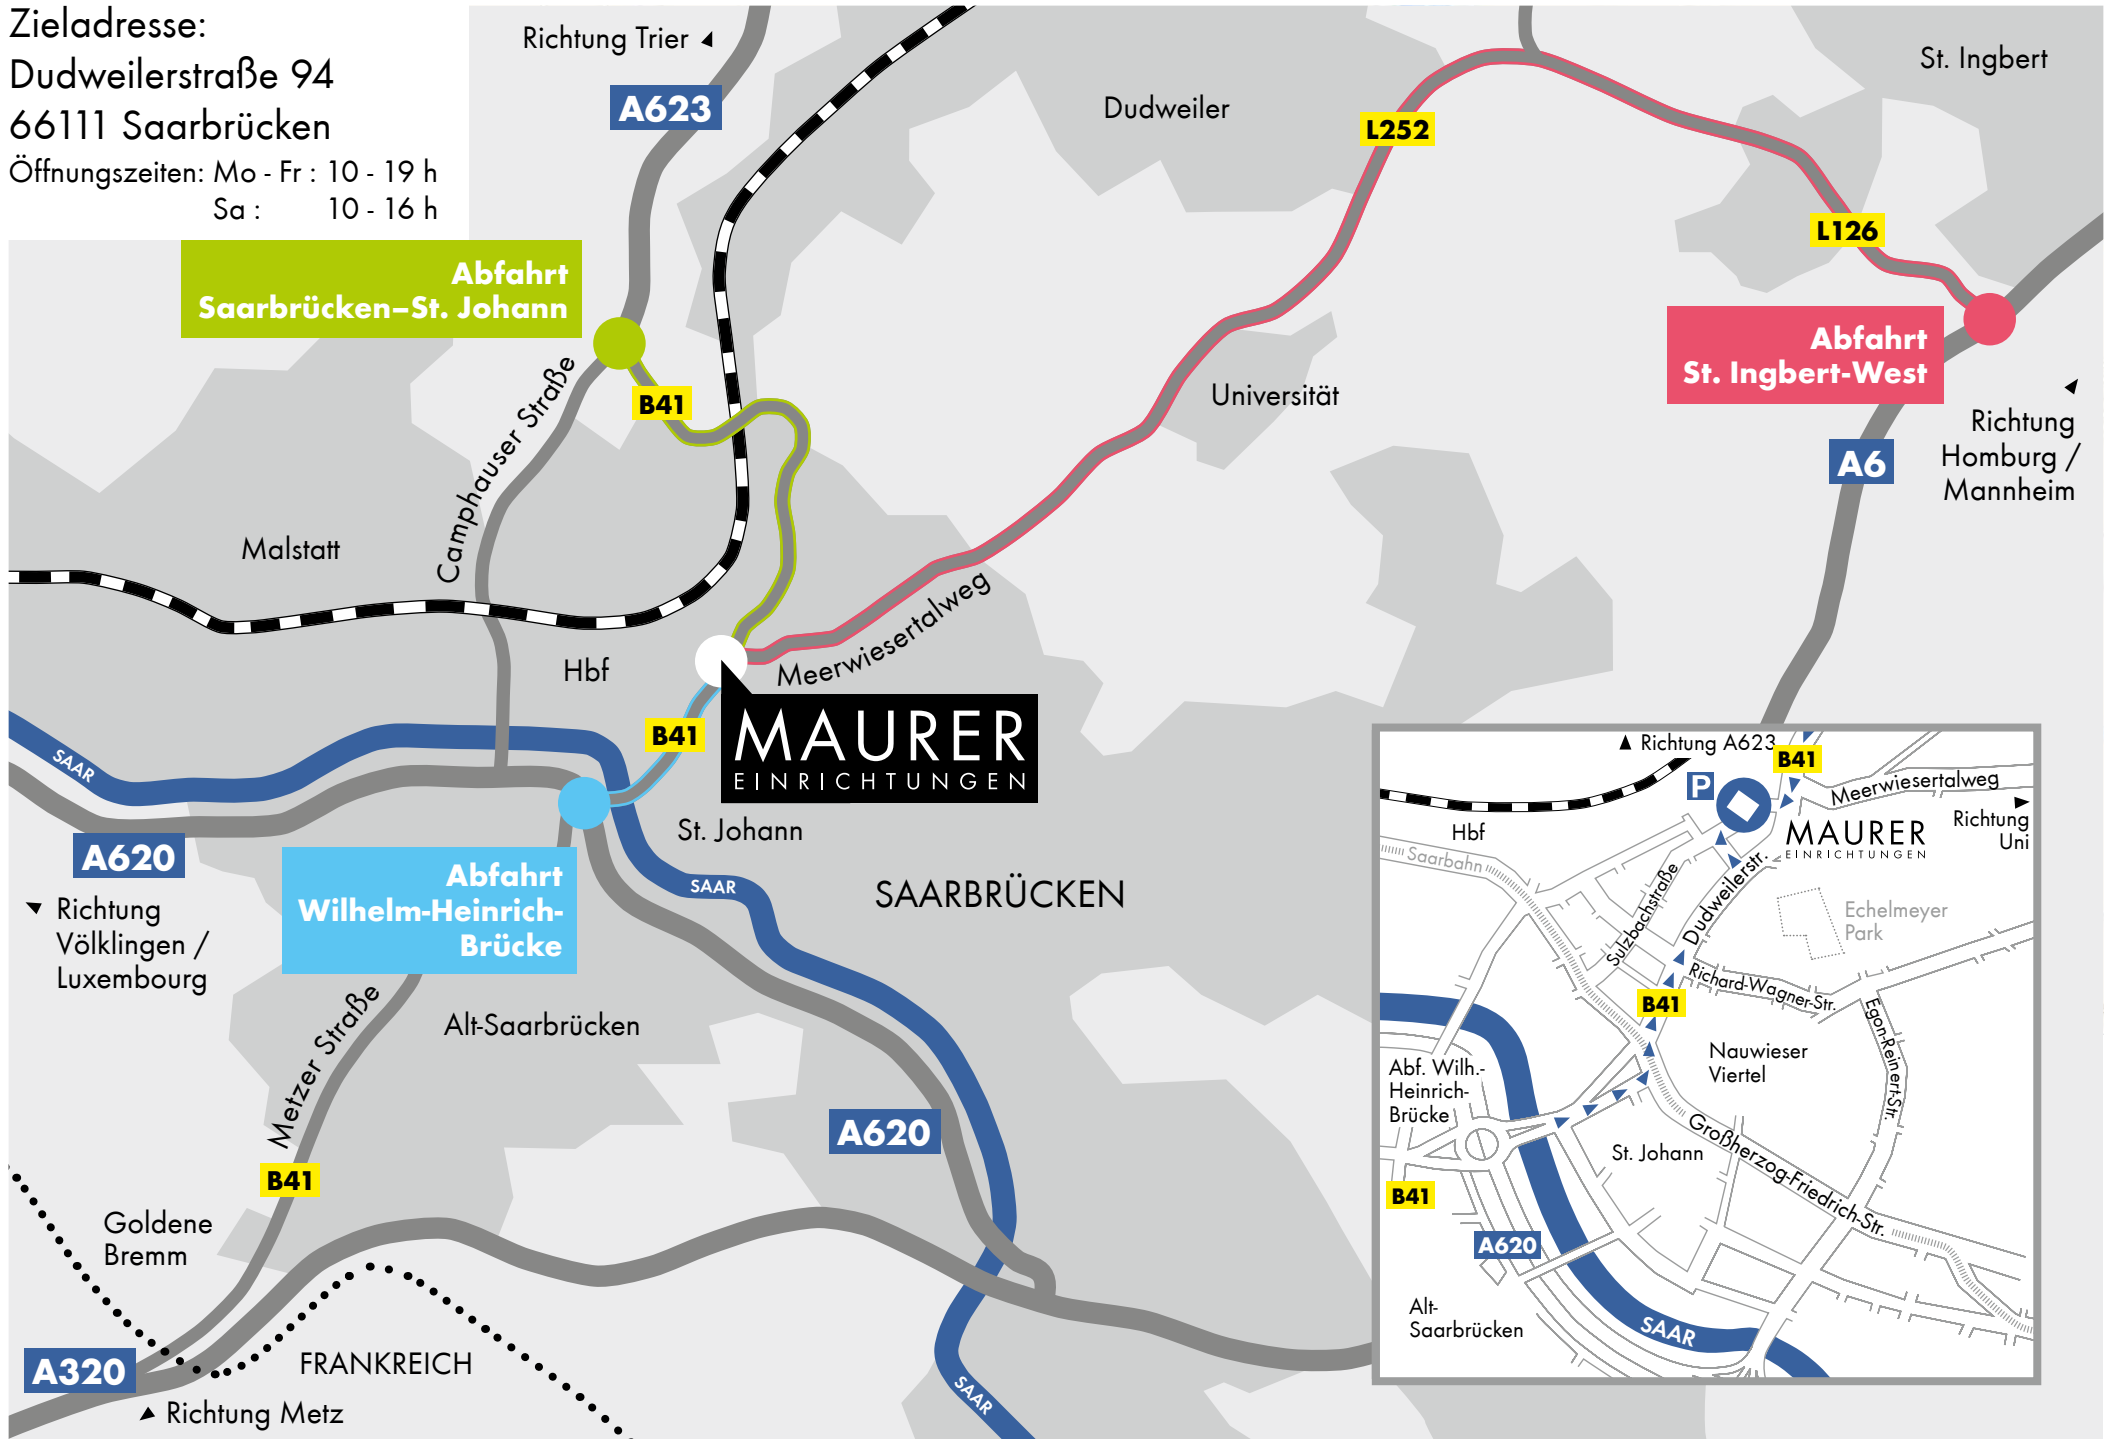 Zieladresse:
Dudweilerstraße 94
66111 Saarbrücken
Öffnungszeiten: Mo - Fr : 10 - 19 h
Sa : 10 - 16 h
Richtung Trier
A623
Dudweiler
L252
St. Ingbert
L126
Abfahrt
Saarbrücken–St. Johann
B41
Camphauser Straße
Abfahrt
St. Ingbert-West
Universität
Richtung
Homburg /
Mannheim
A6
Malstatt
Hbf
Meerwiesertalweg
B41
MAURER
EINRICHTUNGEN
SAAR
A620
St. Johann
Richtung
Völklingen /
Luxembourg
Abfahrt
Wilhelm-Heinrich-
Brücke
SAAR
SAARBRÜCKEN
Metzer Straße
Alt-Saarbrücken
A620
B41
Goldene
Bremm
A320
FRANKREICH
Richtung Metz
SAAR
Richtung A623
B41
P
Meerwiesertalweg
Hbf
MAURER
EINRICHTUNGEN
Richtung
Uni
Saarbahn
Sulzbachstraße
Dudweilerstr.
Echelmeyer
Park
Richard-Wagner-Str.
B41
Egon-Reinert-Str.
Nauwieser
Viertel
Abf. Wilh.-
Heinrich-
Brücke
St. Johann
Großherzog-Friedrich-Str.
B41
A620
Alt-
Saarbrücken
SAAR